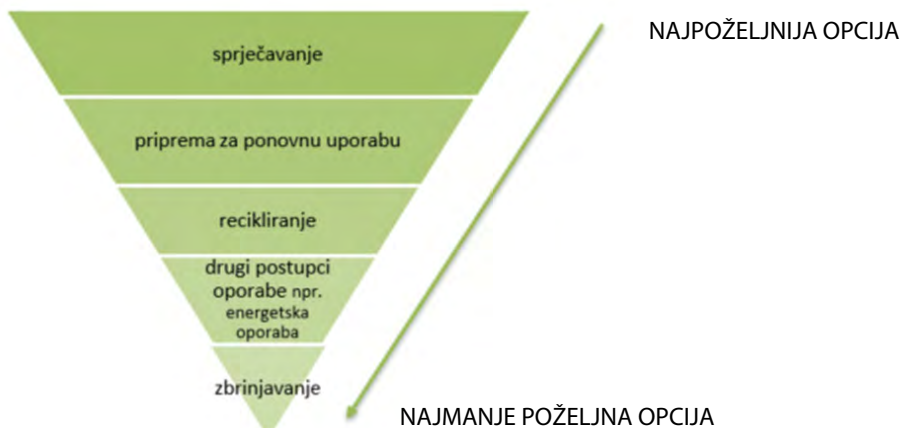 NAJPOŽELJNIJA OPCIJA
sprječavanje
priprema za ponovnu uporabu
recikliranje
drugi postupci
oporabe npr.
energetska
oporaba
zbrinjavanje
NAJMANJE POŽELJNA OPCIJA